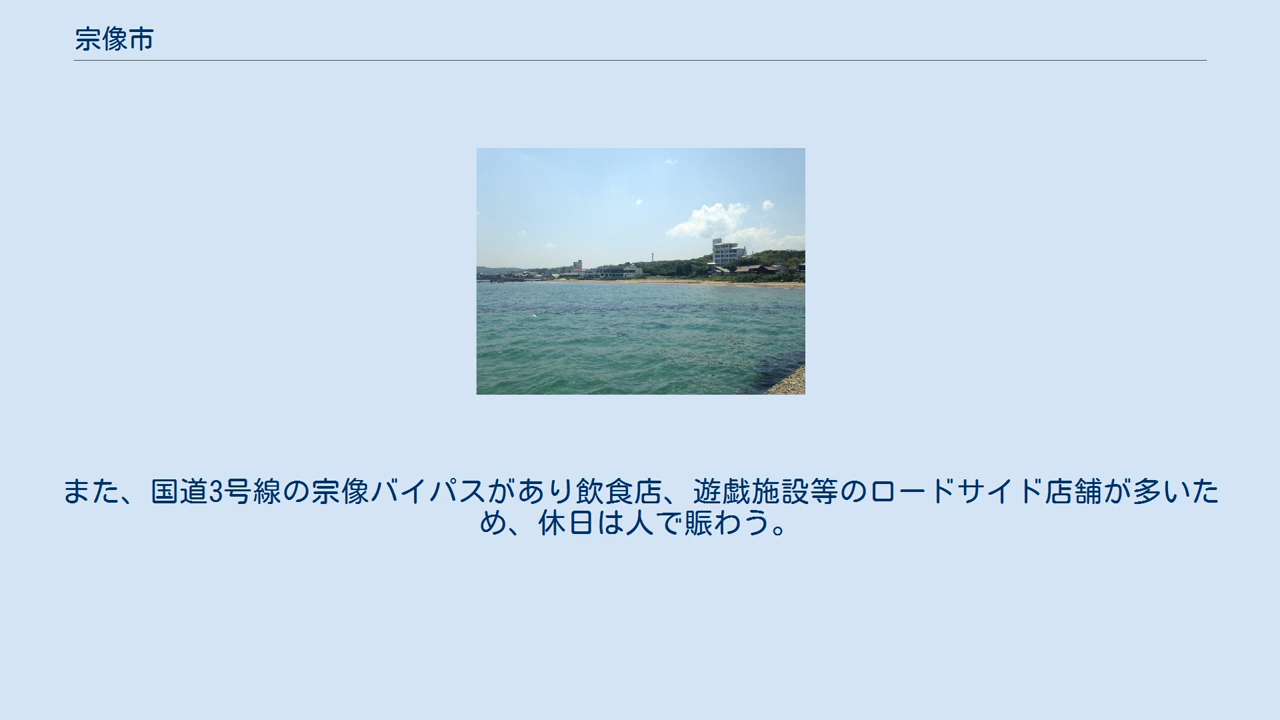 宗像市
また、国道3号線の宗像バイパスがあり飲食店、遊戯施設等のロードサイド店舗が多いた
め、休日は人で賑わう。